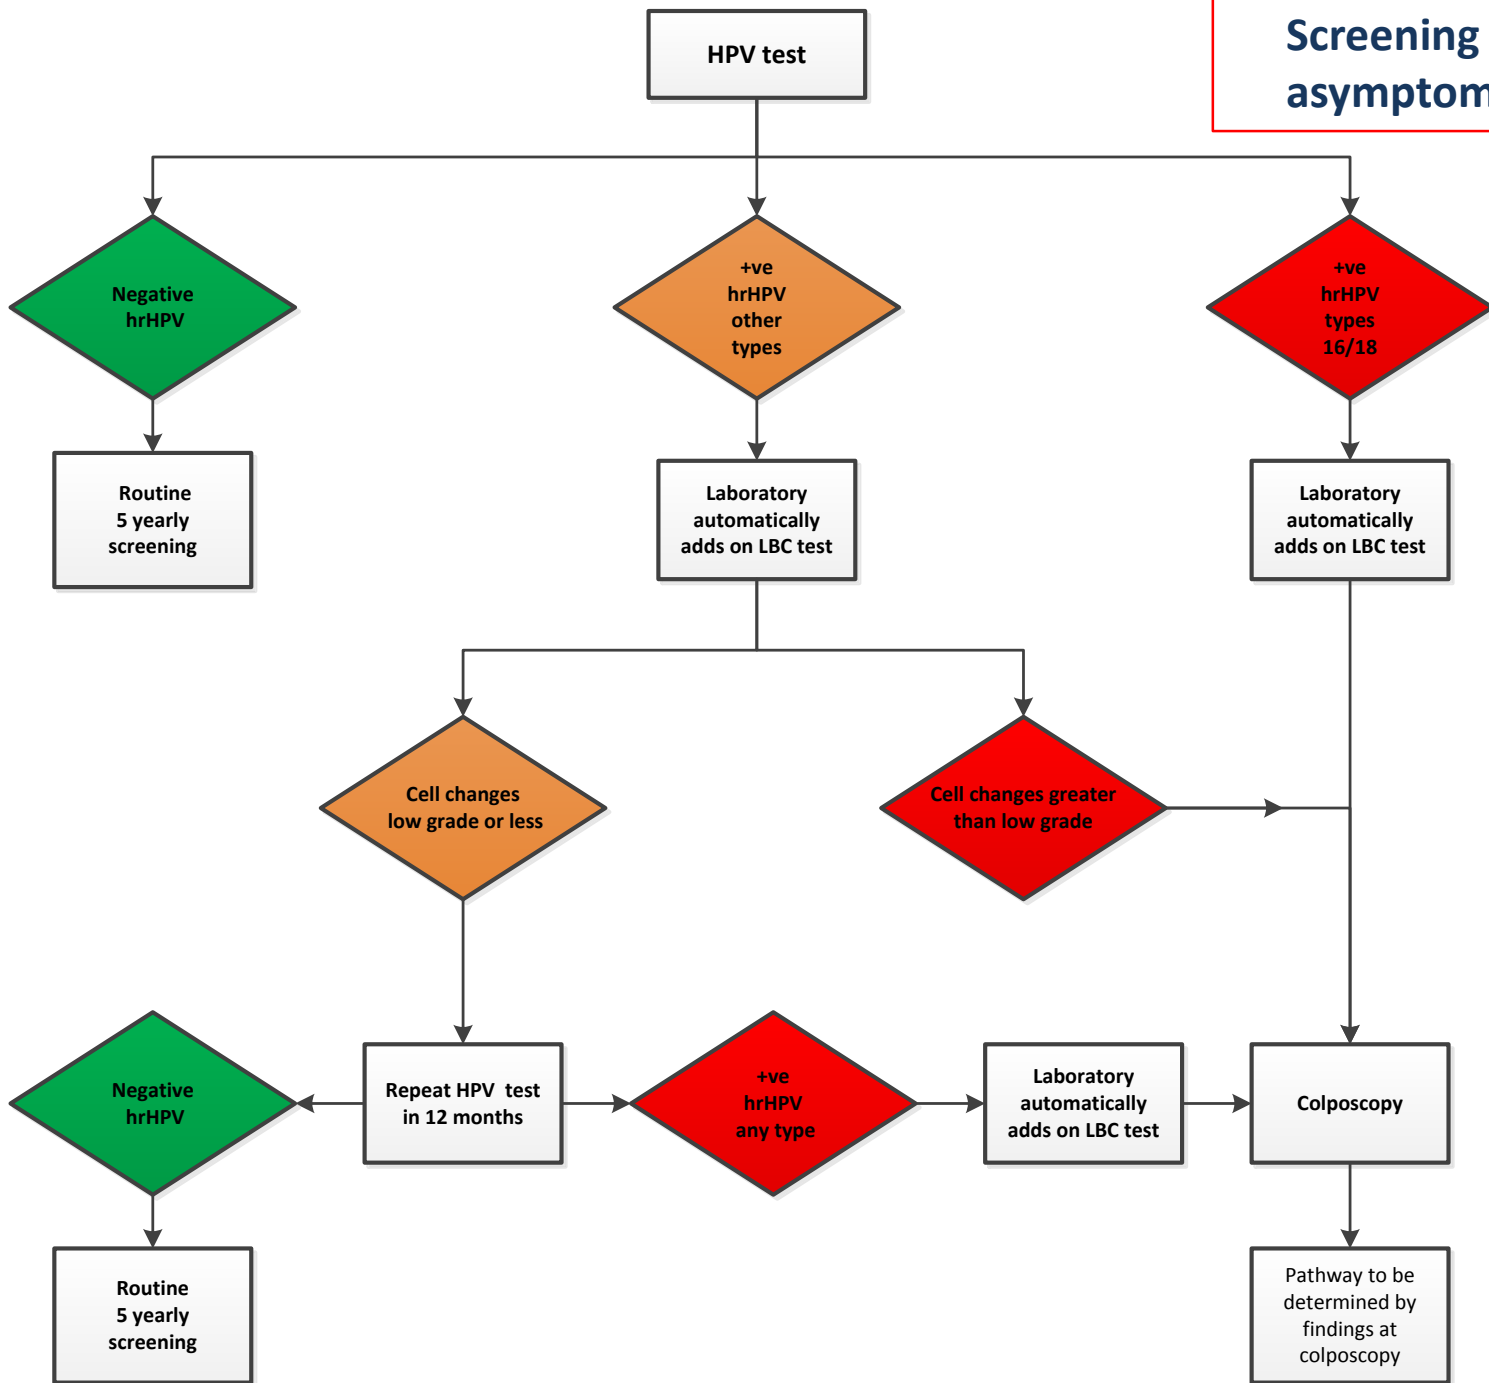 HPV test
Screening
asymptom
Negative
hrHPV
+ve
hrHPV
other
types
+ve
hrHPV
types
16/18
Routine
5 yearly
screening
Laboratory
automatically
adds on LBC test
Laboratory
automatically
adds on LBC test
Cell changes
low grade or less
Cell changes greater
than low grade
Negative
hrHPV
Repeat HPV test
in 12 months
+ve
hrHPV
any type
Laboratory
automatically
adds on LBC test
Colposcopy
Routine
5 yearly
screening
Pathway to be
determined by
findings at
colposcopy